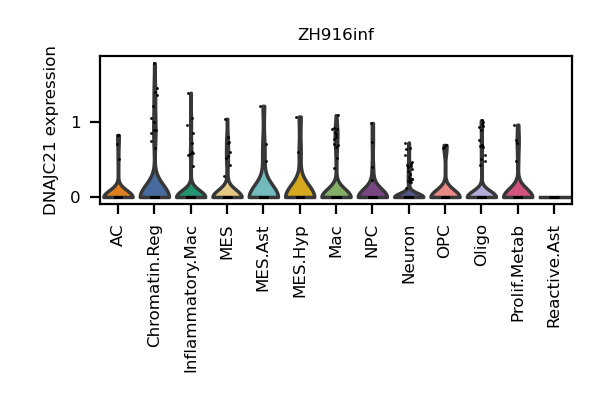 ZH916inf
DNAJC21 expression
1
0
AC
Chromatin.Reg
Inflammatory.Mac
MES
MES.Ast
MES.Hyp
Mac
NPC
Neuron
OPC
Oligo
Prolif.Metab
Reactive.Ast